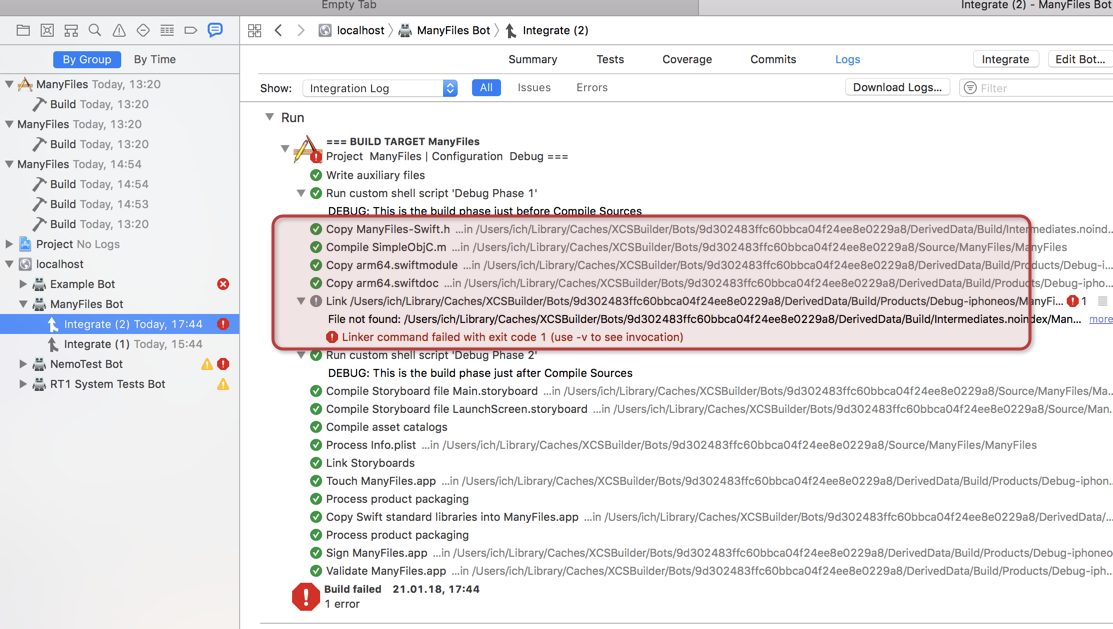 Empty Tab
Integrate (2) - ManyFiles Bot
localhost
ManyFiles Bot
Integrate (2)
By Group
By Time
Summary
Tests
Coverage
Commits
Logs
Integrate
Edit Bot...
Show:
Integration Log
All
Issues
Errors
Download Logs...
Filter
ManyFiles Today, 13:20
Build Today, 13:20
ManyFiles Today, 13:20
Build Today, 13:20
ManyFiles Today, 14:54
Build Today, 14:54
Build Today, 14:53
Build Today, 13:20
Project No Logs
localhost
Example Bot
ManyFiles Bot
Integrate (2) Today, 17:44
Integrate (1) Today, 15:44
NemoTest Bot
RT1 System Tests Bot
Run
=== BUILD TARGET ManyFiles
Project ManyFiles | Configuration Debug ===
Write auxiliary files
Run custom shell script 'Debug Phase 1'
DEBUG: This is the build phase just before Compile Sources
Copy ManyFiles-Swift.h ...in /Users/ich/Library/Caches/XCSBuilder/Bots/9d302483ffc60bbca04f24ee8e0229a8/DerivedData/Build/Intermediates.noind...
Compile SimpleObjC.m ...in /Users/ich/Library/Caches/XCSBuilder/Bots/9d302483ffc60bbca04f24ee8e0229a8/Source/ManyFiles/ManyFiles
Copy arm64.swiftmodule ...in /Users/ich/Library/Caches/XCSBuilder/Bots/9d302483ffc60bbca04f24ee8e0229a8/DerivedData/Build/Products/Debug-i...
Copy arm64.swiftdoc ...in /Users/ich/Library/Caches/XCSBuilder/Bots/9d302483ffc60bbca04f24ee8e0229a8/DerivedData/Build/Products/Debug-iphon...
Link /Users/ich/Library/Caches/XCSBuilder/Bots/9d302483ffc60bbca04f24ee8e0229a8/DerivedData/Build/Products/Debug-iphoneos/ManyFi... 1
File not found: /Users/ich/Library/Caches/XCSBuilder/Bots/9d302483ffc60bbca04f24ee8e0229a8/DerivedData/Build/Intermediates.noindex/Man... more
Linker command failed with exit code 1 (use -v to see invocation)
Run custom shell script 'Debug Phase 2'
DEBUG: This is the build phase just after Compile Sources
Compile Storyboard file Main.storyboard ...in /Users/ich/Library/Caches/XCSBuilder/Bots/9d302483ffc60bbca04f24ee8e0229a8/Source/ManyFiles/Ma...
Compile Storyboard file LaunchScreen.storyboard ...in /Users/ich/Library/Caches/XCSBuilder/Bots/9d302483ffc60bbca04f24ee8e0229a8/Source/Man...
Compile asset catalogs
Process Info.plist ...in /Users/ich/Library/Caches/XCSBuilder/Bots/9d302483ffc60bbca04f24ee8e0229a8/Source/ManyFiles/ManyFiles
Link Storyboards
Touch ManyFiles.app ...in /Users/ich/Library/Caches/XCSBuilder/Bots/9d302483ffc60bbca04f24ee8e0229a8/DerivedData/Build/Products/Debug-iphon...
Process product packaging
Copy Swift standard libraries into ManyFiles.app ...in /Users/ich/Library/Caches/XCSBuilder/Bots/9d302483ffc60bbca04f24ee8e0229a8/DerivedData/...
Process product packaging
Sign ManyFiles.app ...in /Users/ich/Library/Caches/XCSBuilder/Bots/9d302483ffc60bbca04f24ee8e0229a8/DerivedData/Build/Products/Debug-iphoneo
Validate ManyFiles.app ...in /Users/ich/Library/Caches/XCSBuilder/Bots/9d302483ffc60bbca04f24ee8e0229a8/DerivedData/Build/Products/Debug-iph...
Build failed 21.01.18, 17:44
1 error